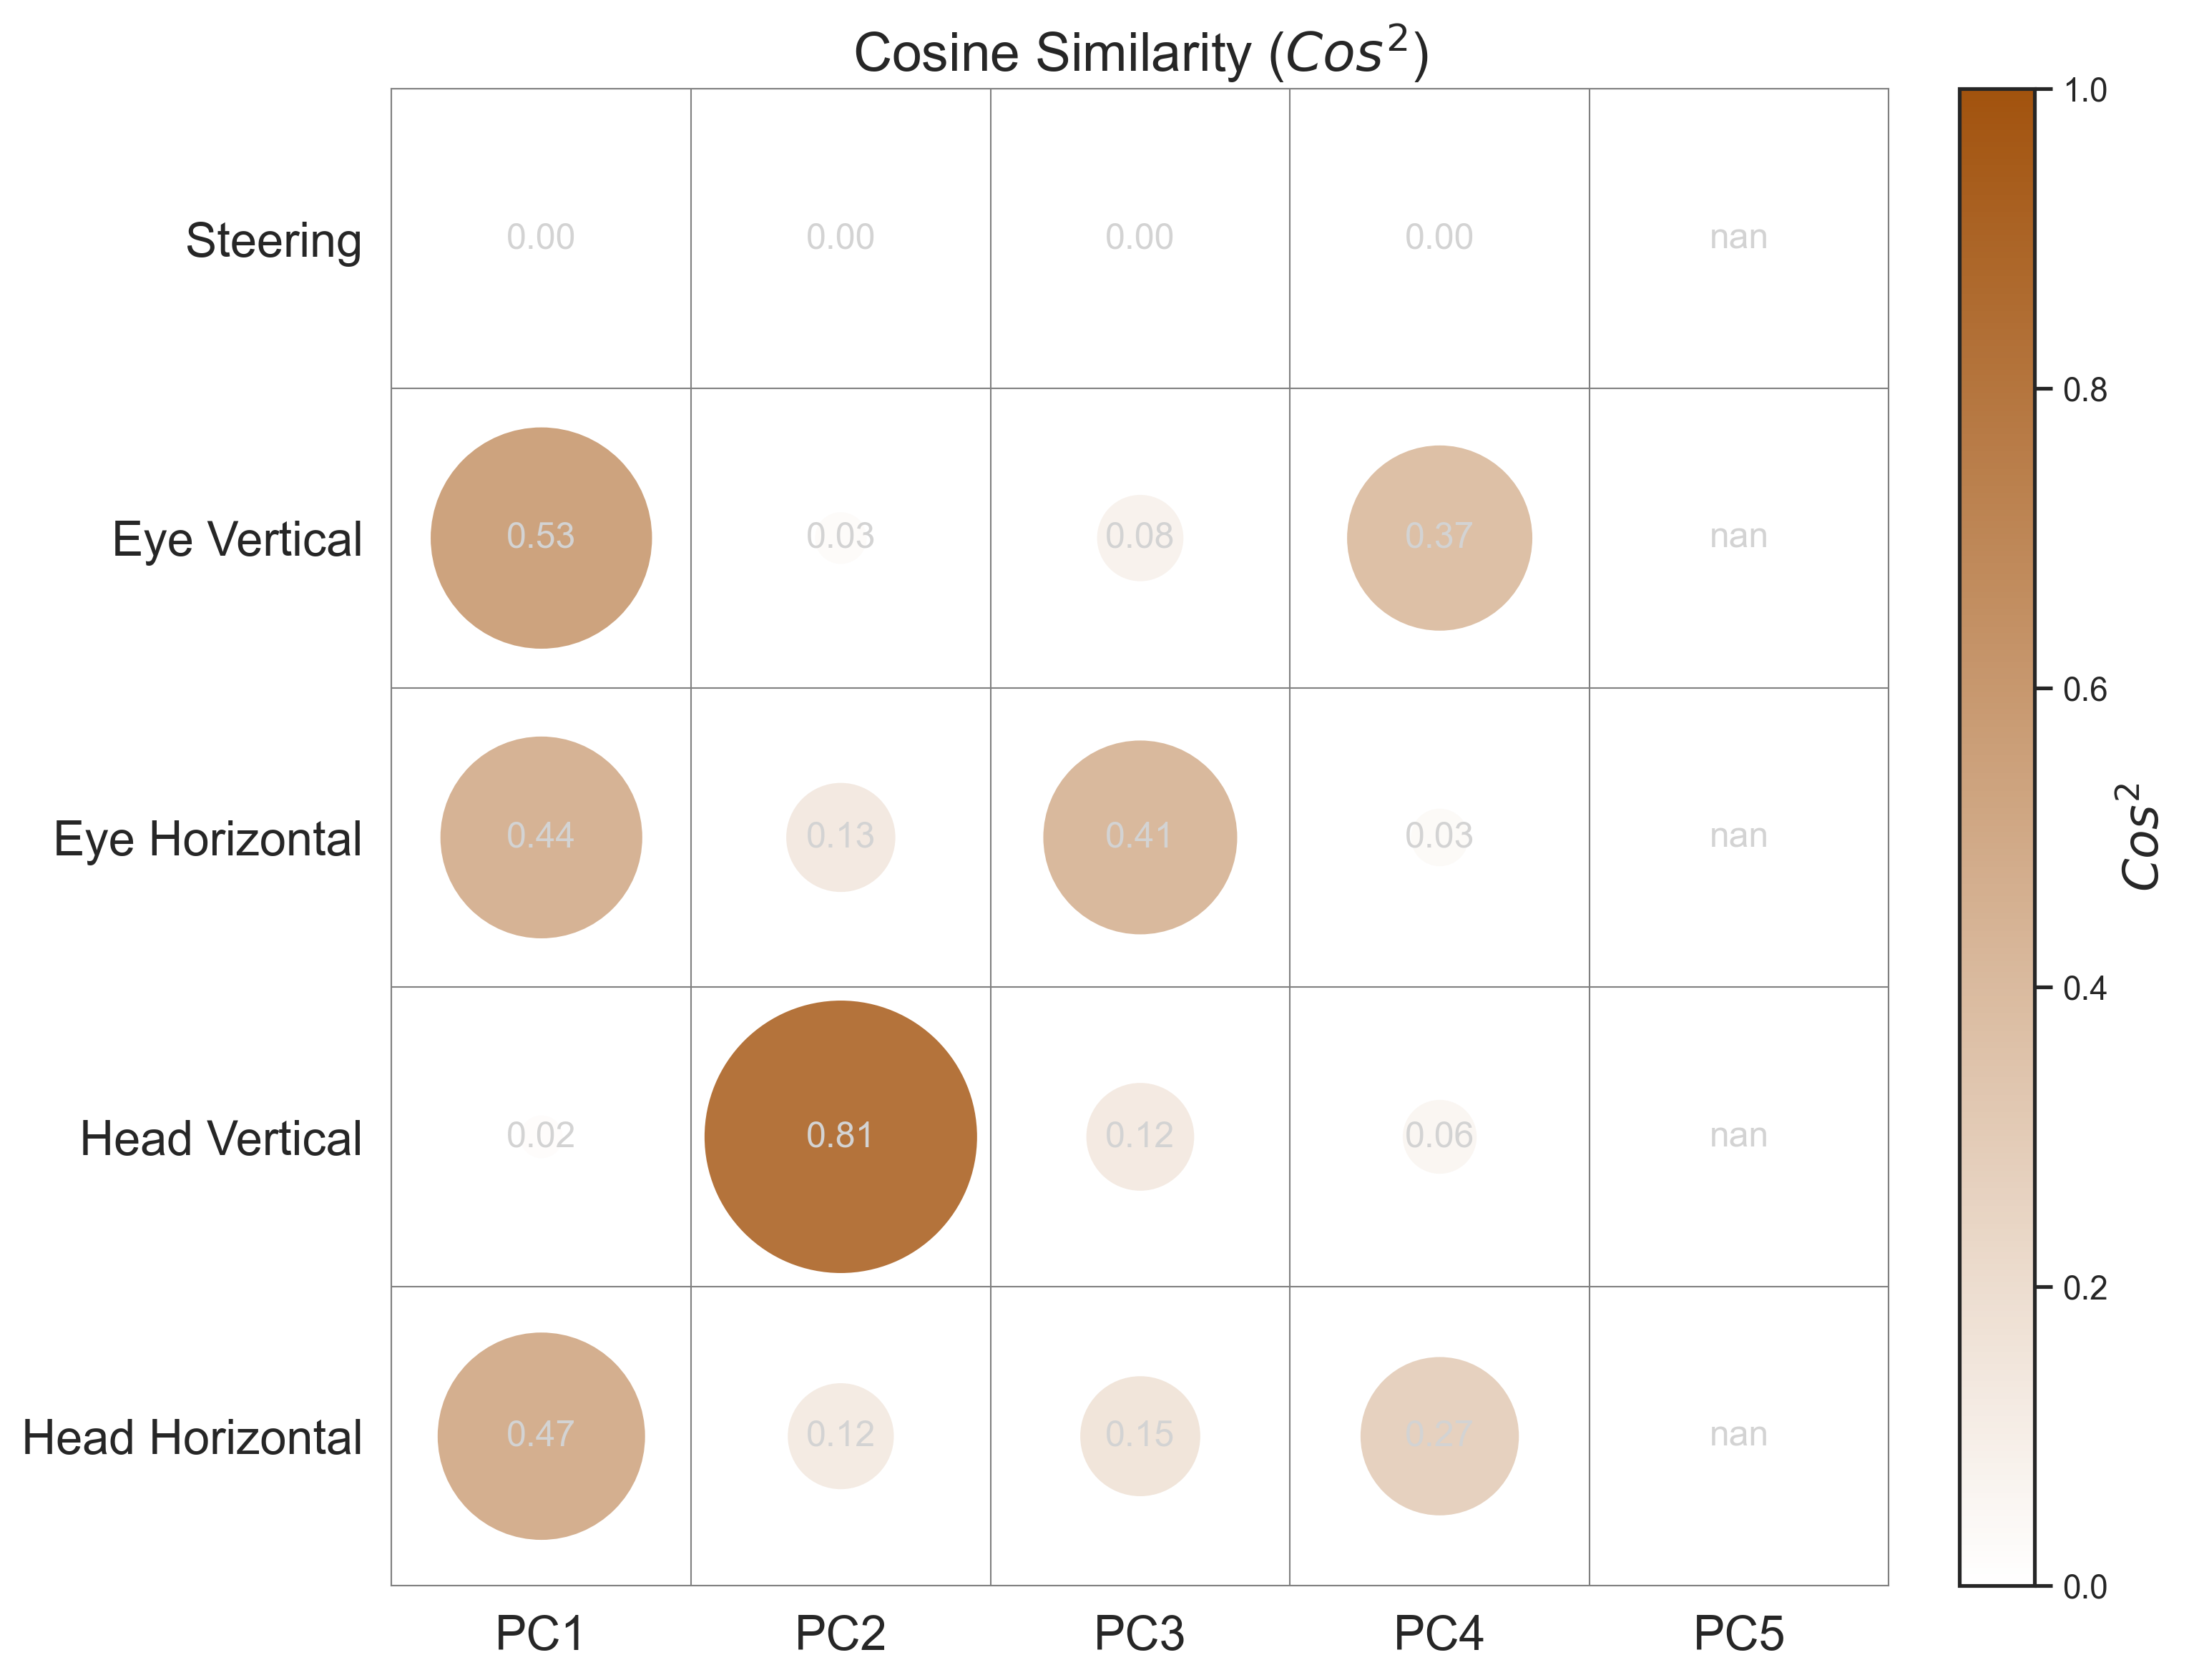 Cosine Similarity (Cos²)
Steering 0.00 0.00 0.00 0.00 nan
Eye Vertical 0.53 0.03 0.08 0.37 nan
Eye Horizontal 0.44 0.13 0.41 0.03 nan
Head Vertical 0.02 0.81 0.12 0.06 nan
Head Horizontal 0.47 0.12 0.15 0.27 nan
PC1 PC2 PC3 PC4 PC5
1.0
0.8
0.6
0.4
0.2
0.0
Cos²